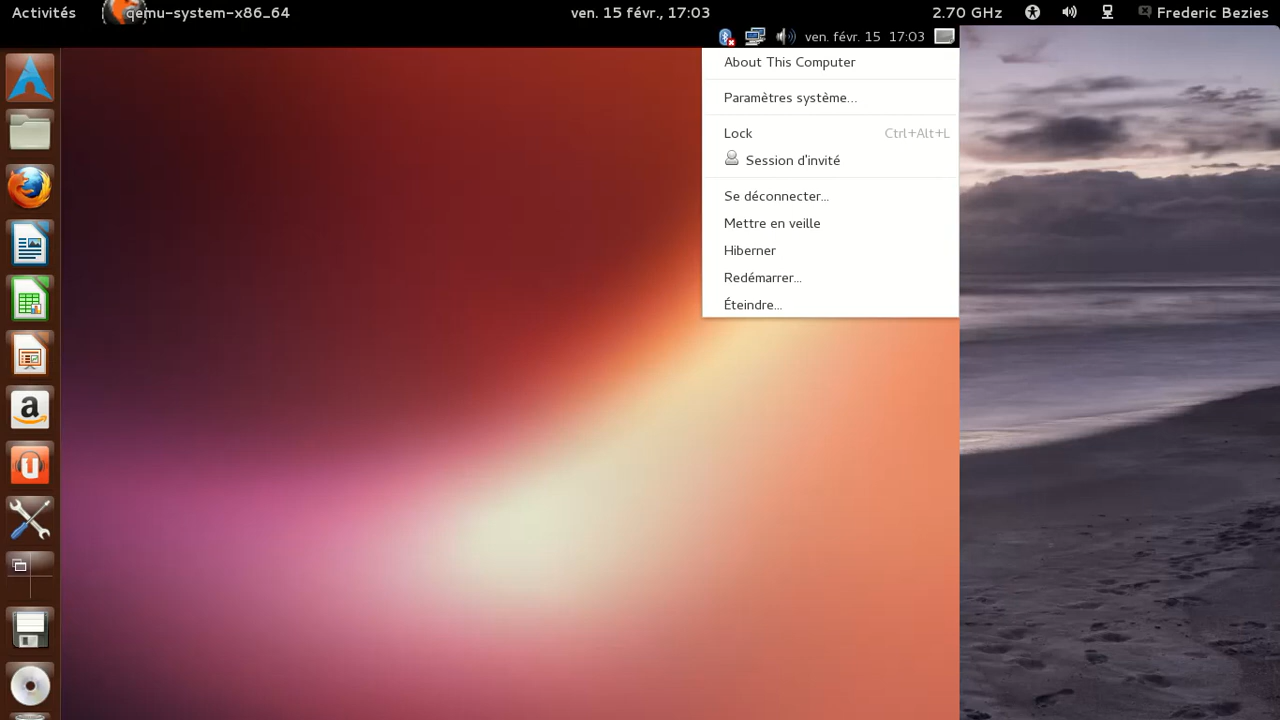 Activités qemu-system-x86_64 ven. 15 févr., 17:03 2.70 GHz Frederic Bezies
ven. févr. 15 17:03
About This Computer
Paramètres système…
Lock Ctrl+Alt+L
Session d'invité
Se déconnecter…
Mettre en veille
Hiberner
Redémarrer…
Éteindre…
a
u